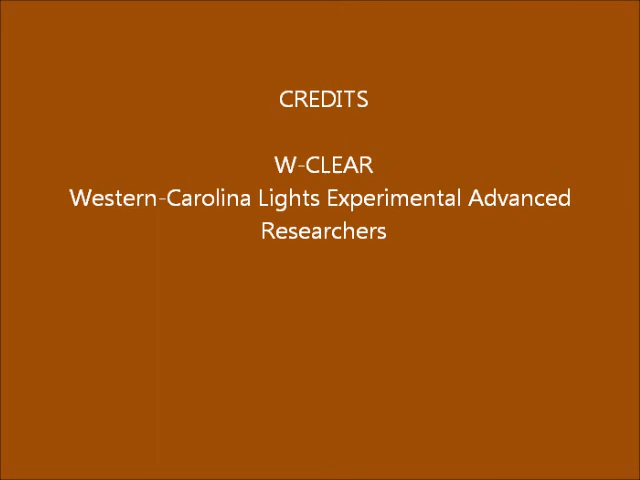 CREDITS
W-CLEAR
Western-Carolina Lights Experimental Advanced
Researchers